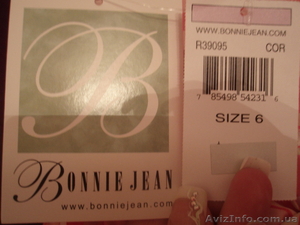 B
BONNIE JEAN
www.bonniejean.com
WWW.BONNIEJEAN.COM
R39095 COR
7 85498 54231 6
SIZE 6
AvizInfo.com.ua